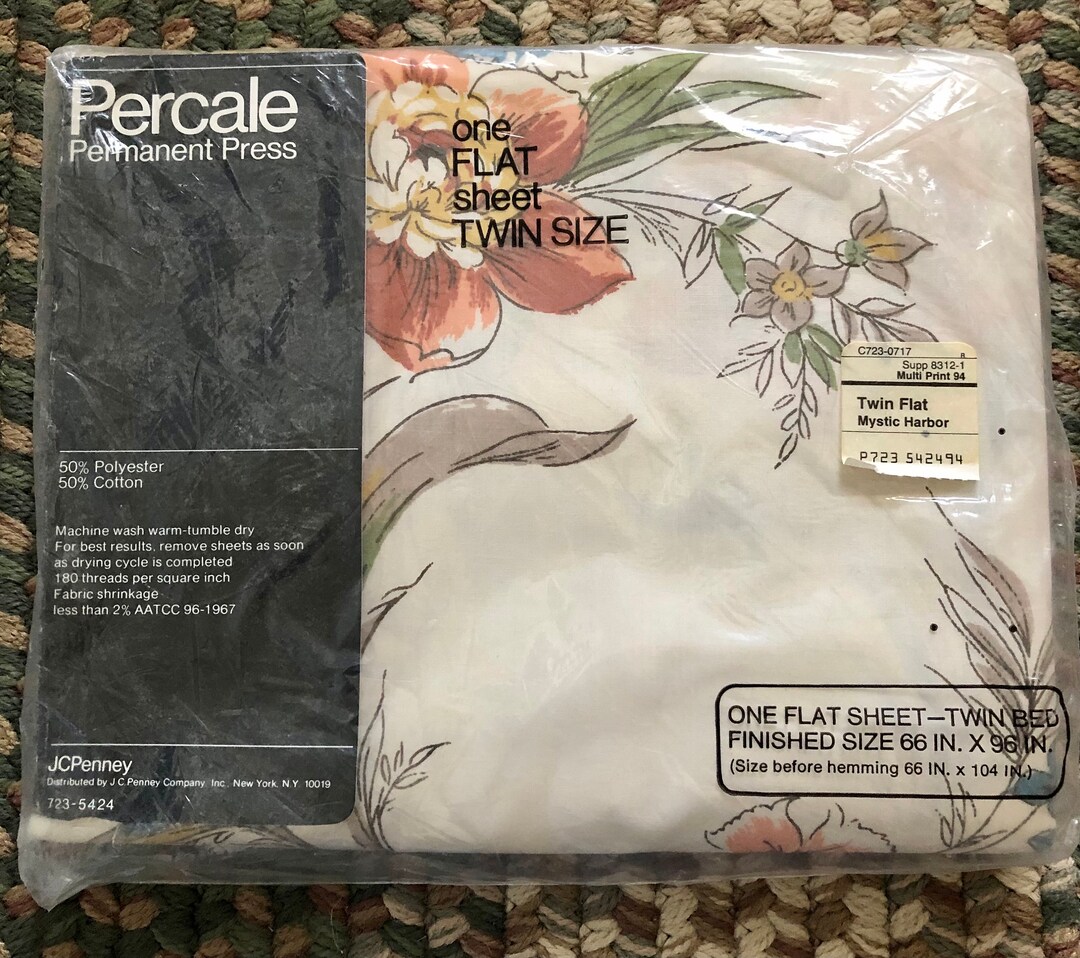 Percale
Permanent Press
one
FLAT
sheet
TWIN SIZE
50% Polyester
50% Cotton
Machine wash warm-tumble dry
For best results, remove sheets as soon
as drying cycle is completed
180 threads per square inch
Fabric shrinkage
less than 2% AATCC 96-1967
JCPenney
Distributed by J.C.Penney Company, Inc., New York, N.Y. 10019
723-5424
C723-0717 R
Supp 8312-1
Multi Print 94
Twin Flat
Mystic Harbor
P723 542494
ONE FLAT SHEET—TWIN BED
FINISHED SIZE 66 IN. X 96 IN.
(Size before hemming 66 IN. x 104 IN.)